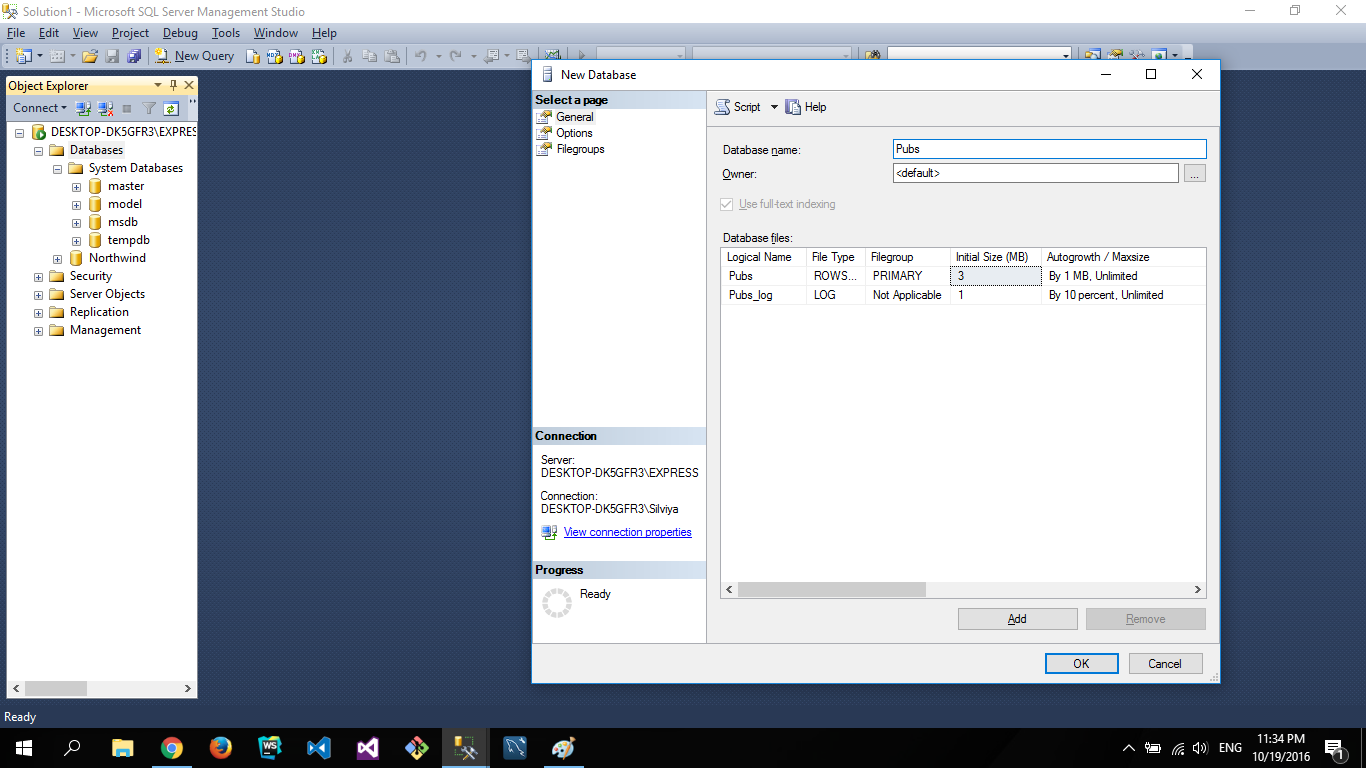 Solution1 - Microsoft SQL Server Management Studio
File Edit View Project Debug Tools Window Help
New Query
Object Explorer
Connect
DESKTOP-DK5GFR3\EXPRES
Databases
System Databases
master
model
msdb
tempdb
Northwind
Security
Server Objects
Replication
Management
New Database
Select a page
General
Options
Filegroups
Connection
Server:
DESKTOP-DK5GFR3\EXPRESS
Connection:
DESKTOP-DK5GFR3\Silviya
View connection properties
Progress
Ready
Script Help
Database name: Pubs
Owner: <default> ...
Use full-text indexing
Database files:
Logical Name File Type Filegroup Initial Size (MB) Autogrowth / Maxsize
Pubs ROWS... PRIMARY 3 By 1 MB, Unlimited
Pubs_log LOG Not Applicable 1 By 10 percent, Unlimited
Add Remove
OK Cancel
Ready
WS
ENG
11:34 PM
10/19/2016
1